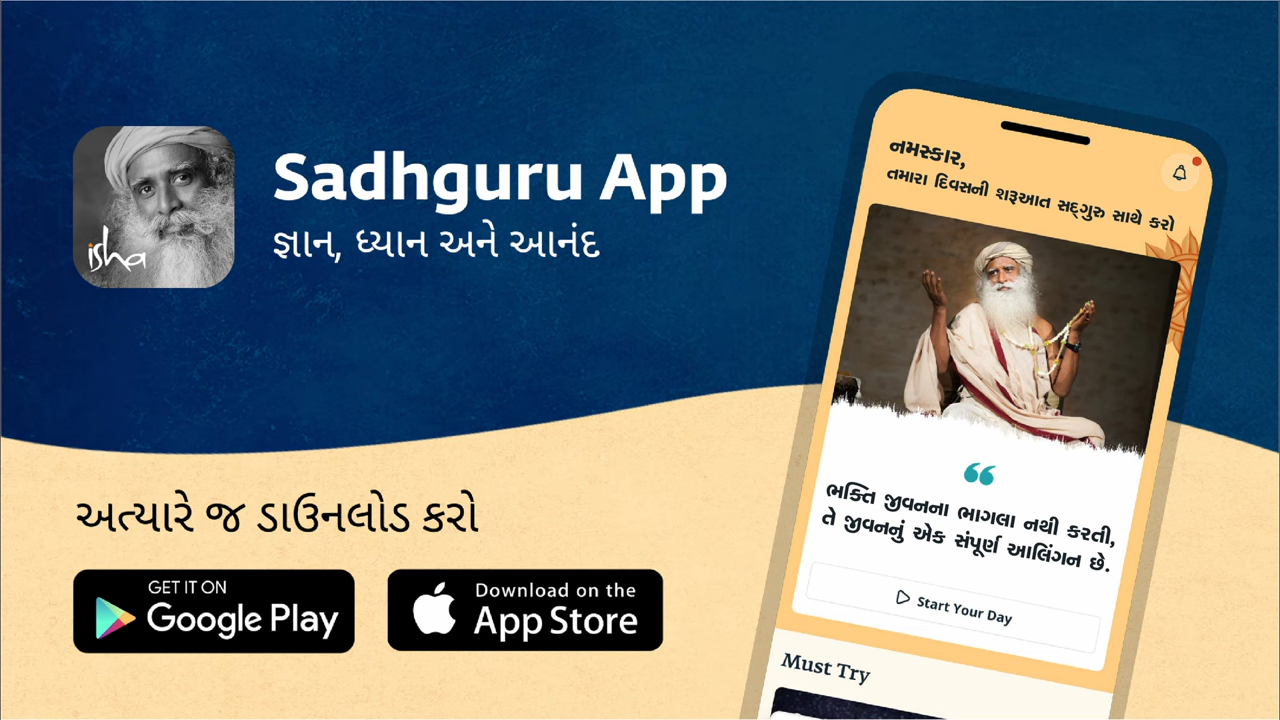 Sadhguru App
જ્ઞાન, ધ્યાન અને આનંદ
isha
અત્યારે જ ડાઉનલોડ કરો
GET IT ON
Google Play
Download on the
App Store
નમસ્કાર,
તમારા દિવસની શરૂઆત સદ્‌ગુરુ સાથે કરો
ભક્તિ જીવનના ભાગલા નથી કરતી,
તે જીવનનું એક સંપૂર્ણ આલિંગન છે.
Start Your Day
Must Try